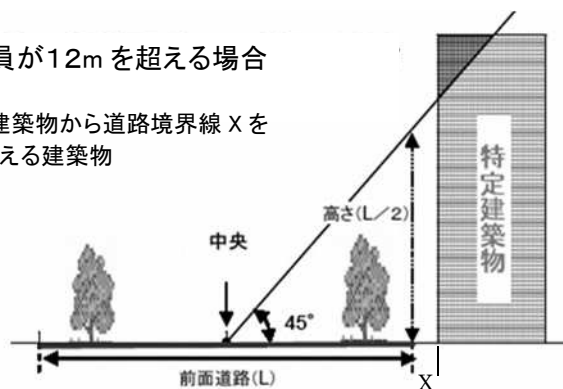 員が12mを超える場合
建築物から道路境界線Xを
える建築物
特定建築物
高さ(L/2)
中央
45°
前面道路(L)
X